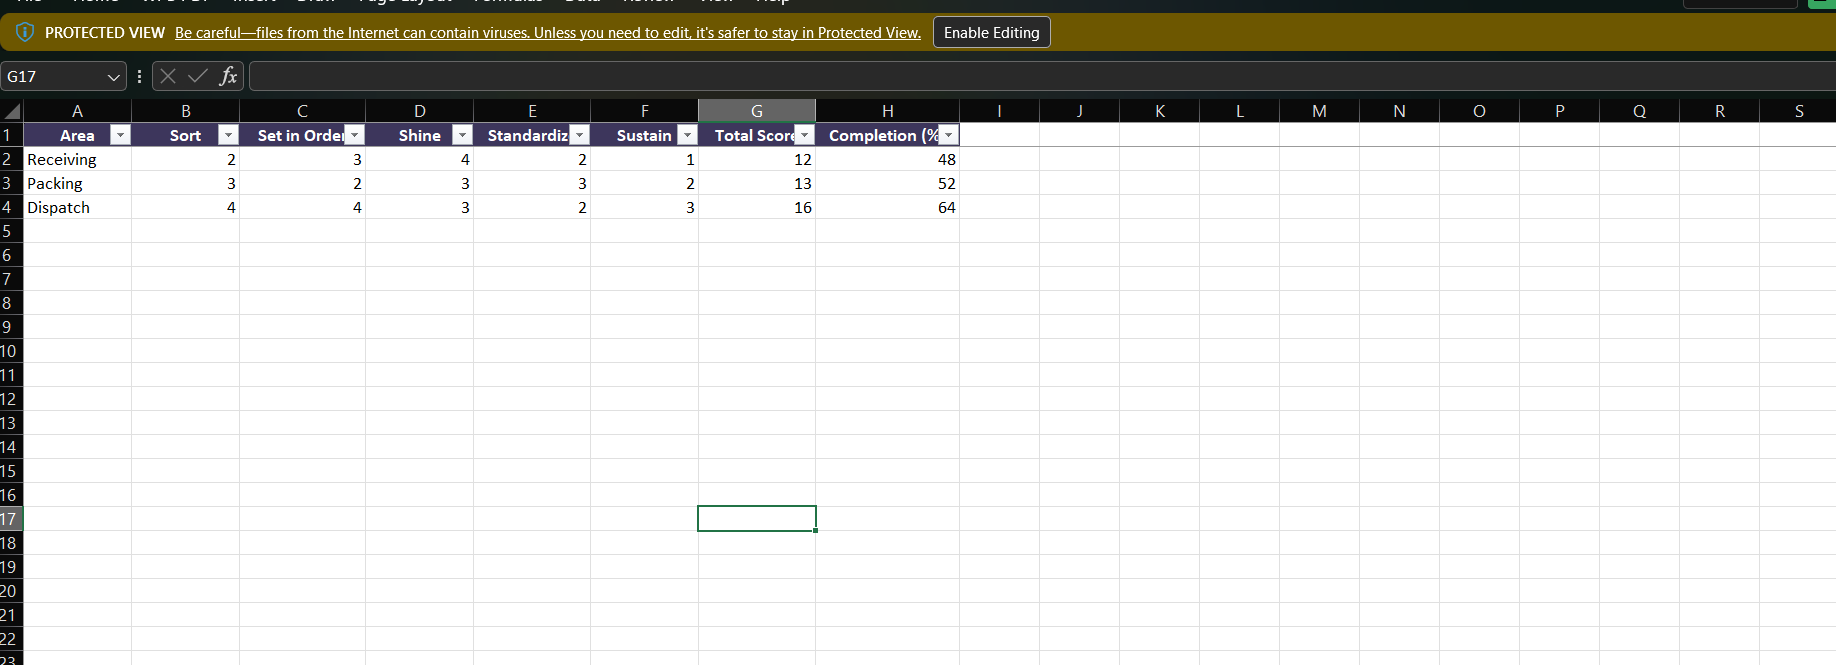 PROTECTED VIEW Be careful—files from the Internet can contain viruses. Unless you need to edit, it's safer to stay in Protected View. Enable Editing
G17 fx
A B C D E F G H I J K L M N O P Q R S
1 Area Sort Set in Order Shine Standardiz Sustain Total Score Completion (%
2 Receiving 2 3 4 2 1 12 48
3 Packing 3 2 3 3 2 13 52
4 Dispatch 4 4 3 2 3 16 64
5
6
7
8
9
10
11
12
13
14
15
16
17
18
19
20
21
22
23